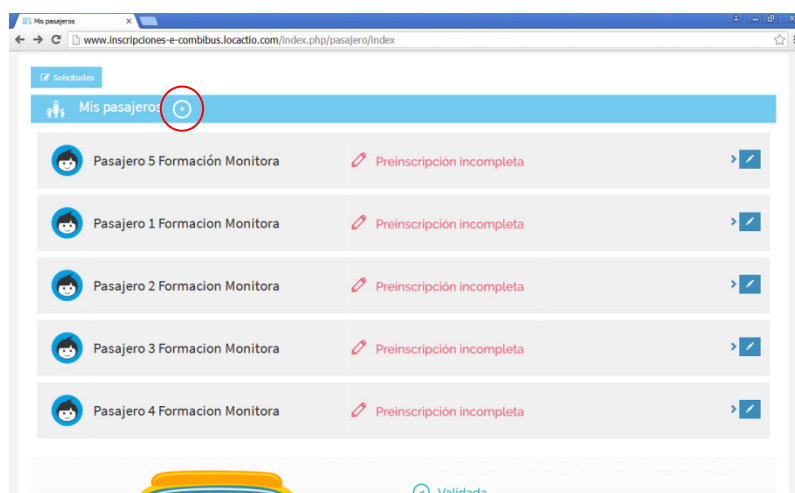 Mis pasajeros
www.inscripciones-e-combibus.locactio.com/index.php/pasajero/index
Solicitudes
Mis pasajeros
Pasajero 5 Formación Monitora Preinscripción incompleta
Pasajero 1 Formacion Monitora Preinscripción incompleta
Pasajero 2 Formacion Monitora Preinscripción incompleta
Pasajero 3 Formacion Monitora Preinscripción incompleta
Pasajero 4 Formacion Monitora Preinscripción incompleta
Validada